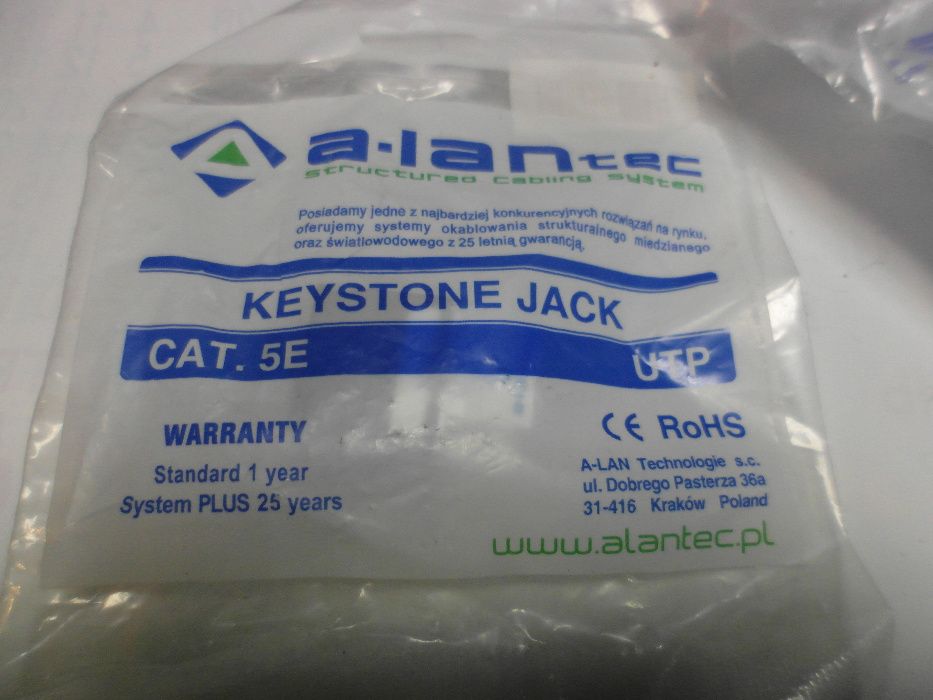 a-lantec
structured cabling system
Posiadamy jedne z najbardziej konkurencyjnych rozwiązań na rynku,
oferujemy systemy okablowania strukturalnego miedzianego
oraz światłowodowego z 25 letnią gwarancją.
KEYSTONE JACK
CAT. 5E UTP
WARRANTY
Standard 1 year
System PLUS 25 years
CE RoHS
A-LAN Technologie s.c.
ul. Dobrego Pasterza 36a
31-416 Kraków Poland
www.alantec.pl